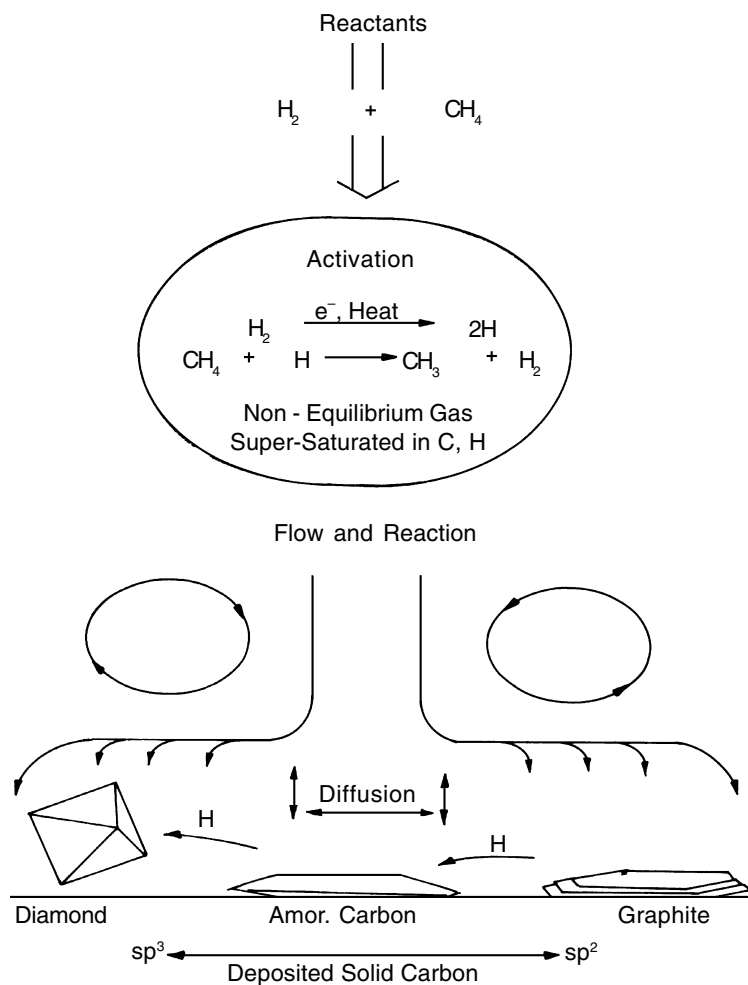 Reactants
H₂ + CH₄
Activation
e⁻, Heat
H₂ 2H
CH₄ + H CH₃ + H₂
Non - Equilibrium Gas
Super-Saturated in C, H
Flow and Reaction
Diffusion
H
H
Diamond Amor. Carbon Graphite
sp³ sp²
Deposited Solid Carbon